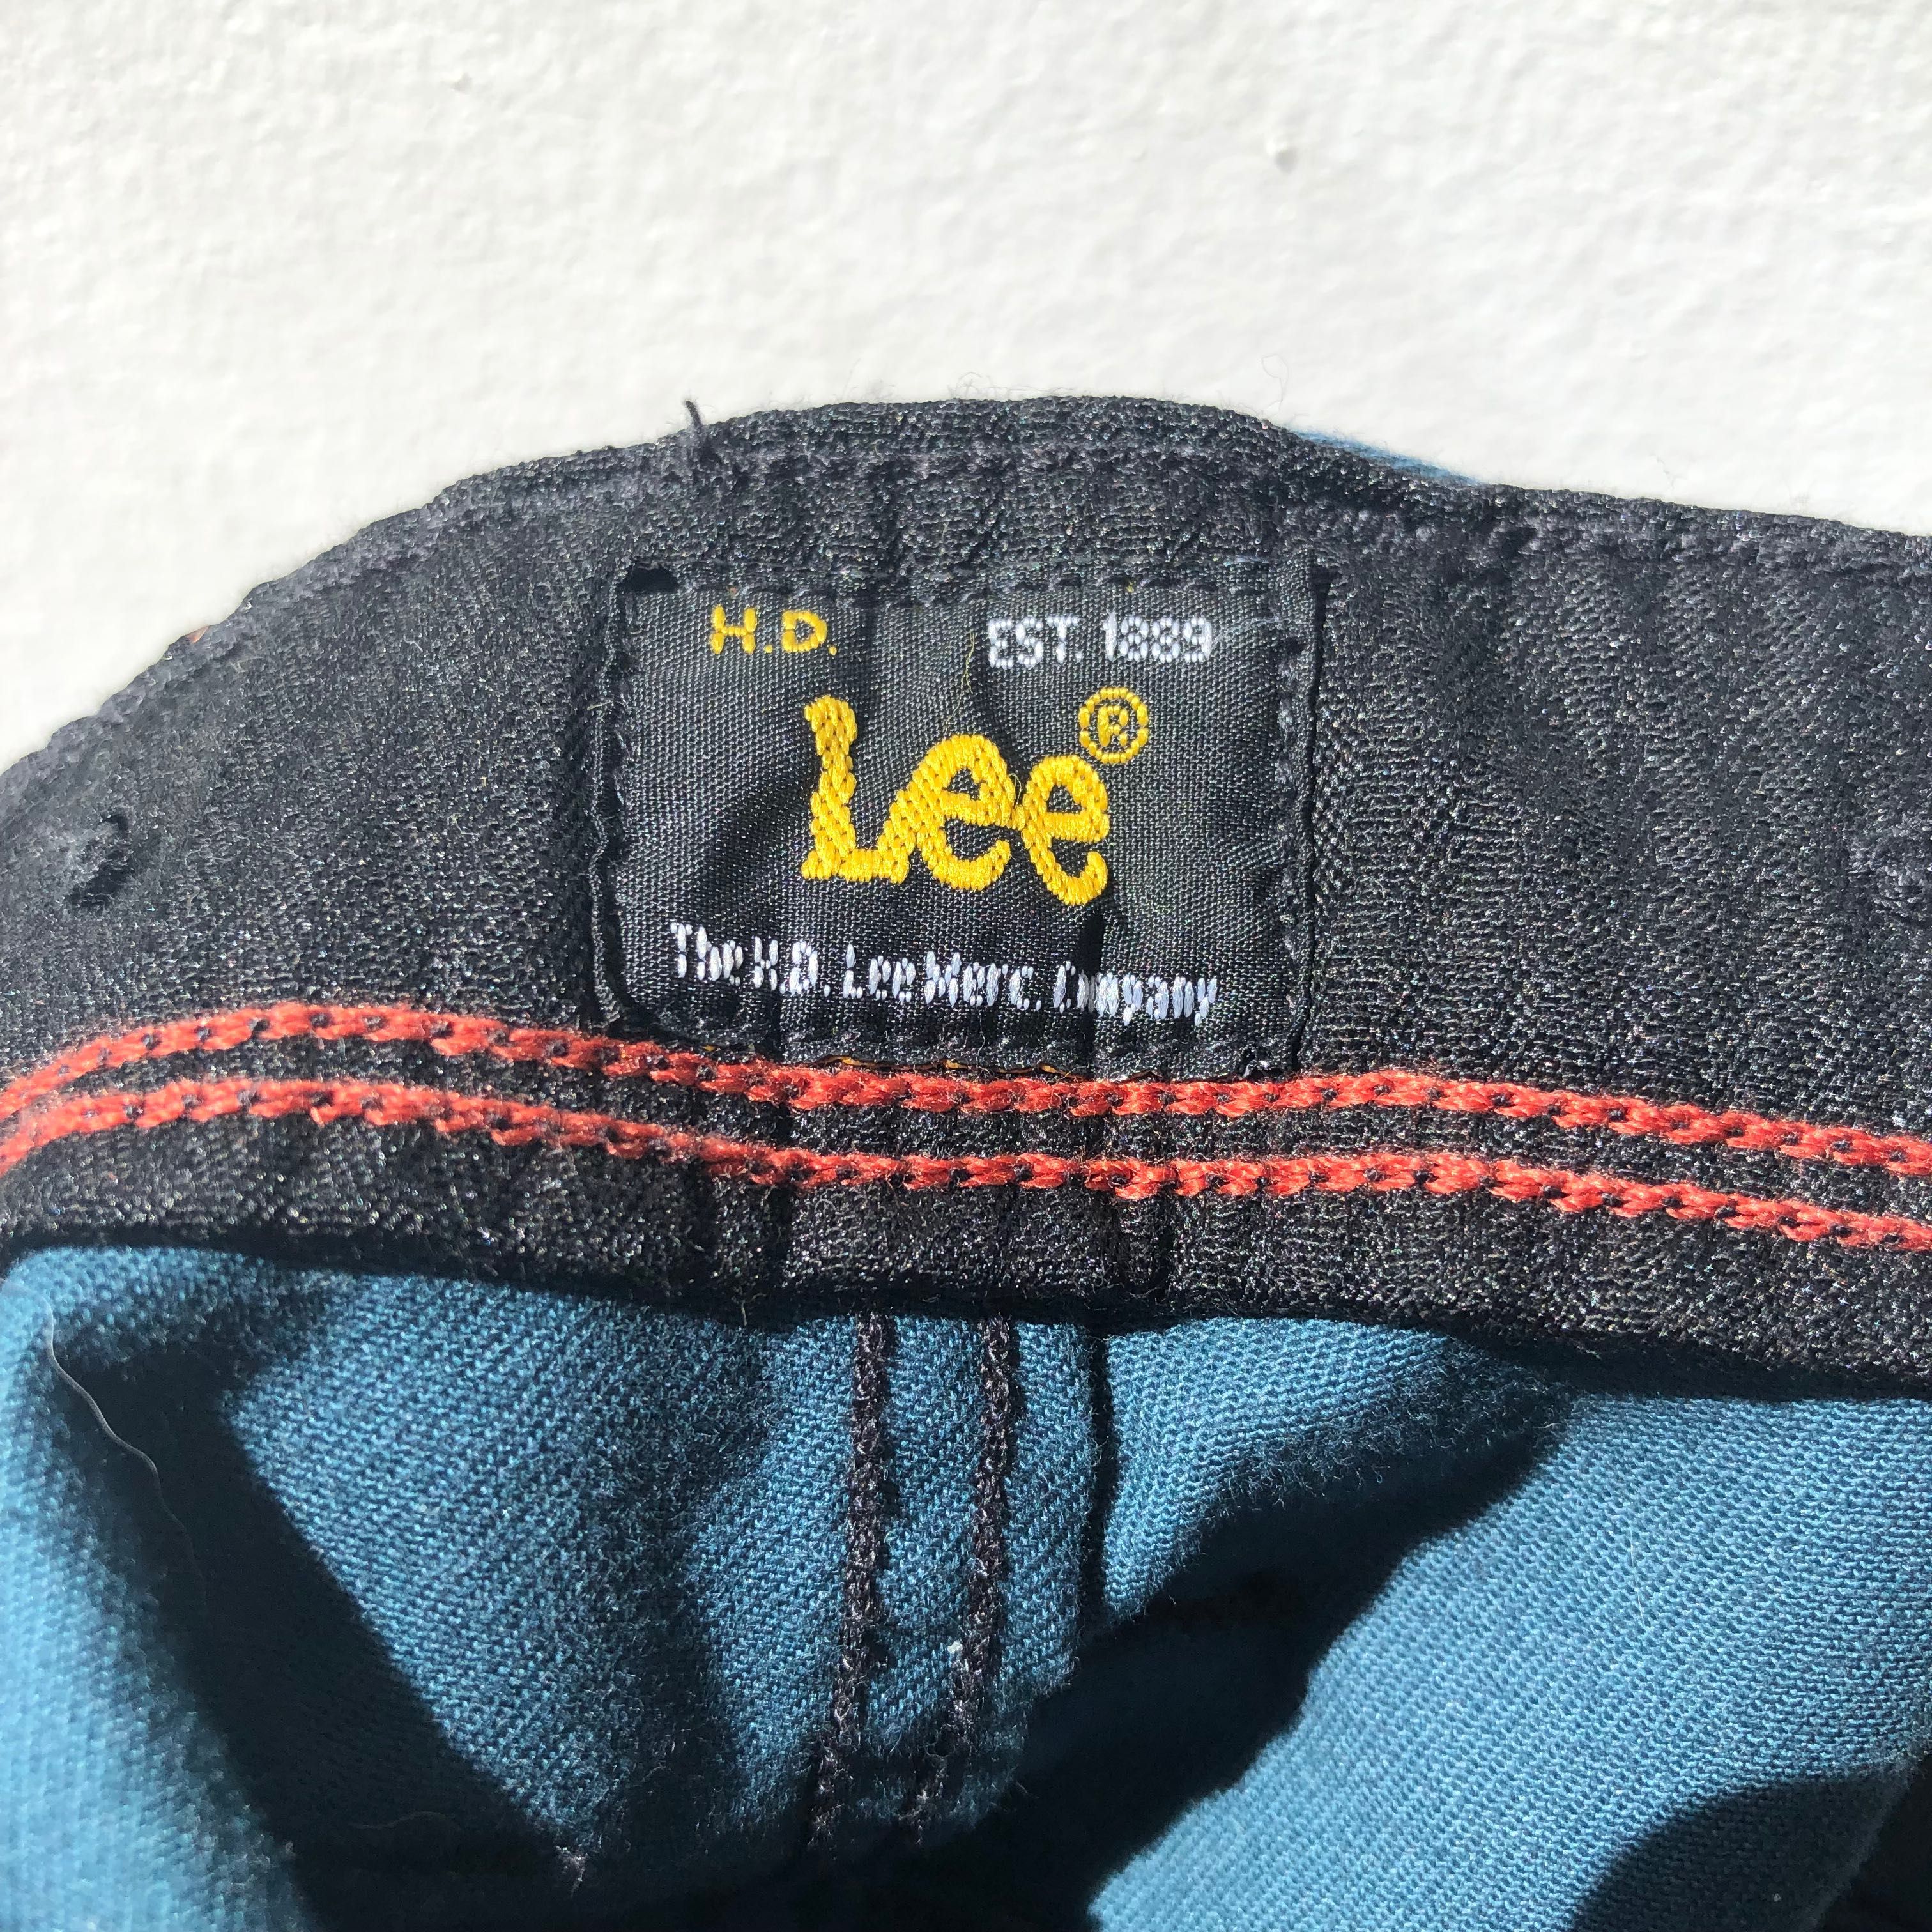 H.D. EST. 1889
Lee®
The H.D. Lee Merc. Company